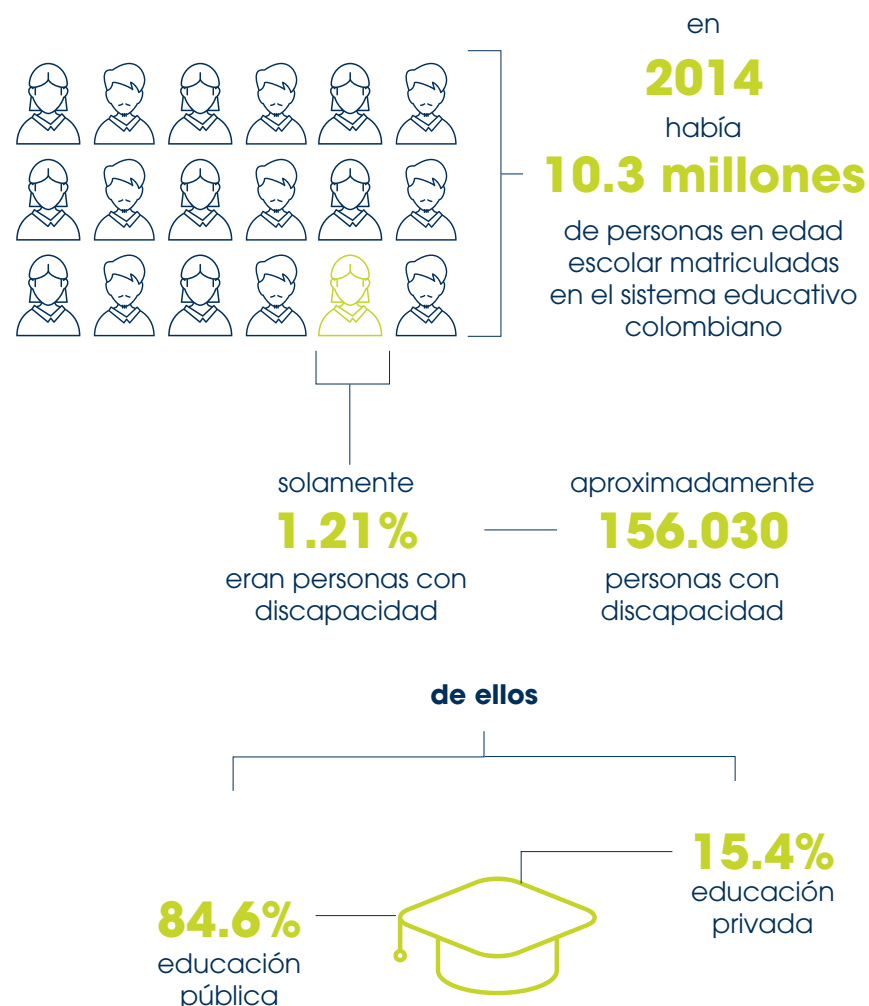 en
2014
había
10.3 millones
de personas en edad
escolar matriculadas
en el sistema educativo
colombiano
solamente
1.21%
eran personas con
discapacidad
aproximadamente
156.030
personas con
discapacidad
de ellos
15.4%
educación
privada
84.6%
educación
pública